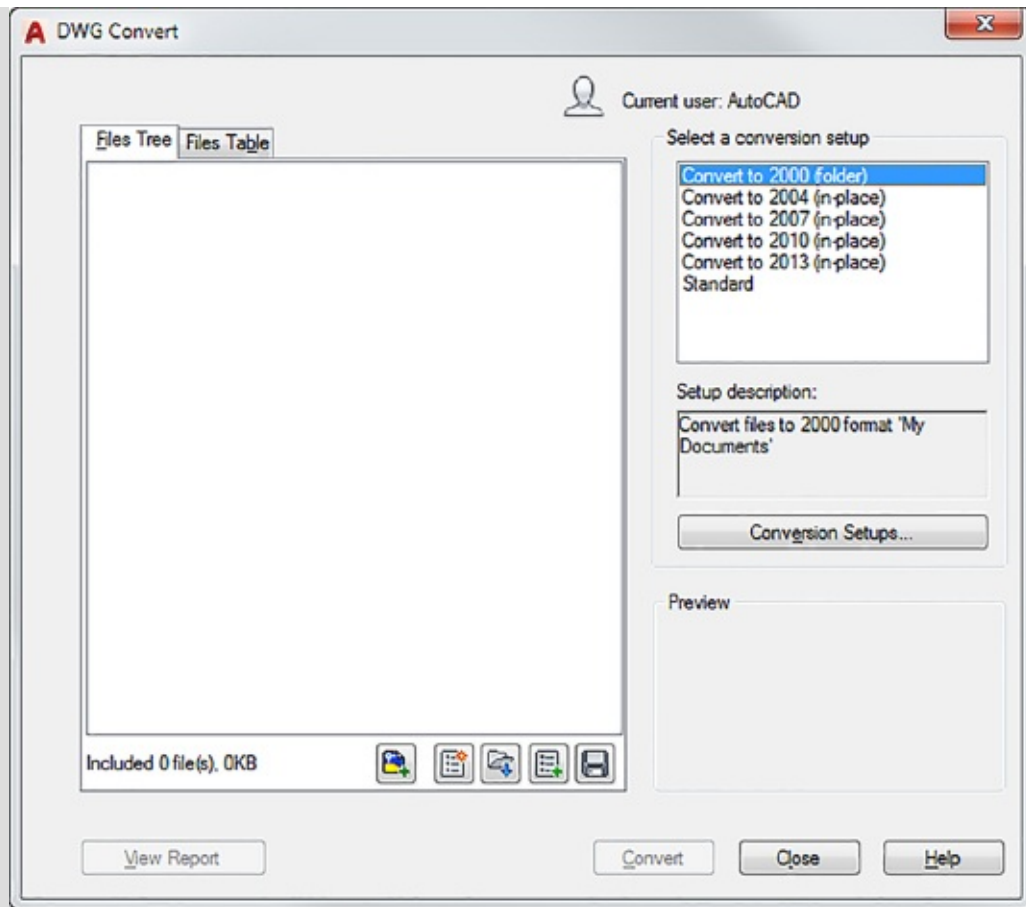 DWG Convert
Current user: AutoCAD
Files Tree
Files Table
Select a conversion setup
Convert to 2000 (folder)
Convert to 2004 (in-place)
Convert to 2007 (in-place)
Convert to 2010 (in-place)
Convert to 2013 (in-place)
Standard
Setup description:
Convert files to 2000 format 'My
Documents'
Conversion Setups...
Preview
Included 0 file(s), 0KB
View Report
Convert
Close
Help